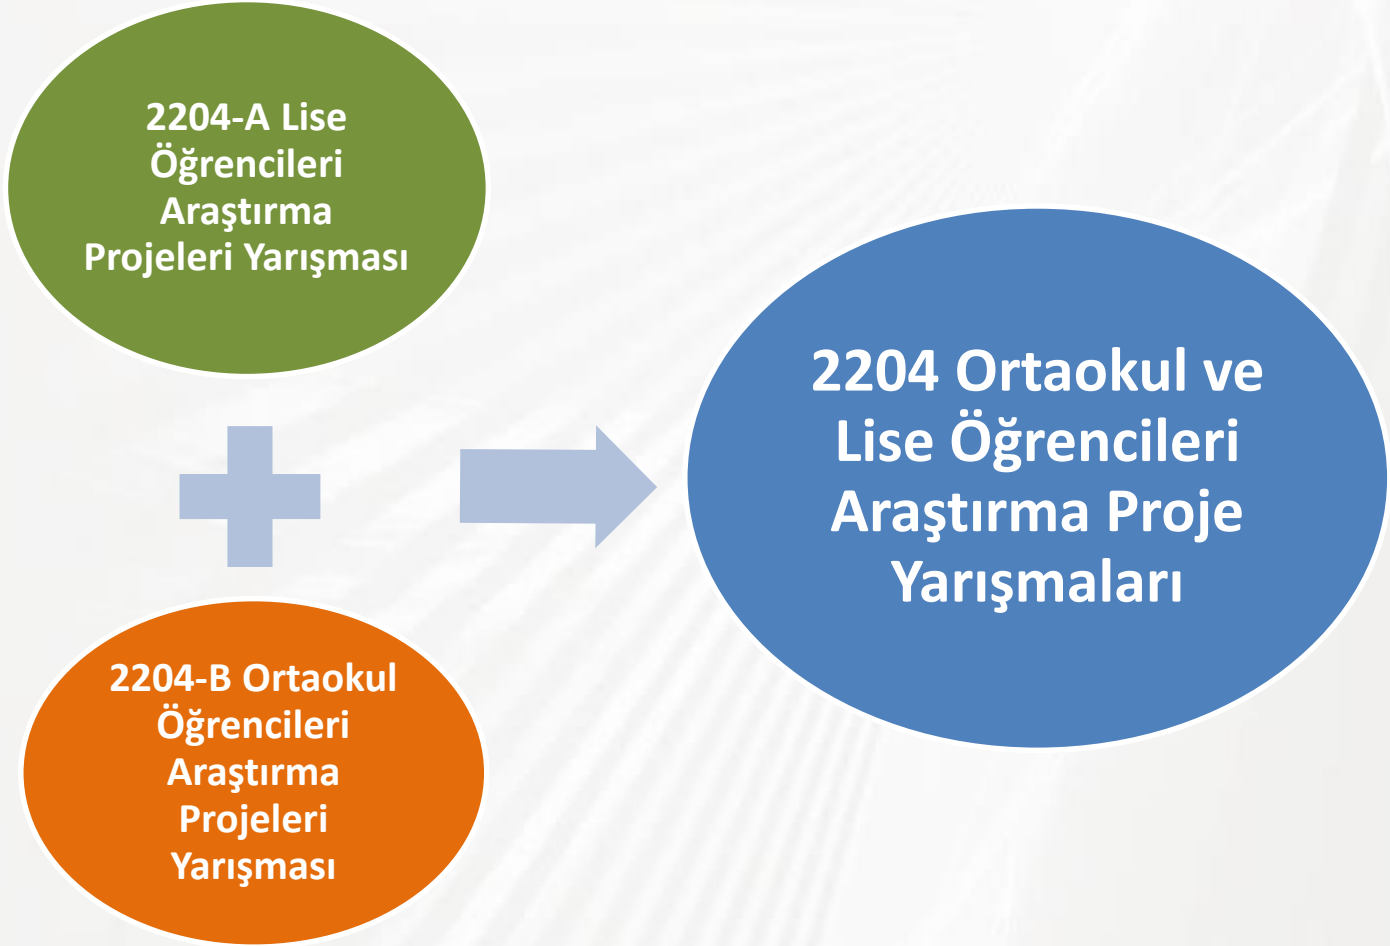 2204-A Lise
Öğrencileri
Araştırma
Projeleri Yarışması
2204-B Ortaokul
Öğrencileri
Araştırma
Projeleri
Yarışması
2204 Ortaokul ve
Lise Öğrencileri
Araştırma Proje
Yarışmaları